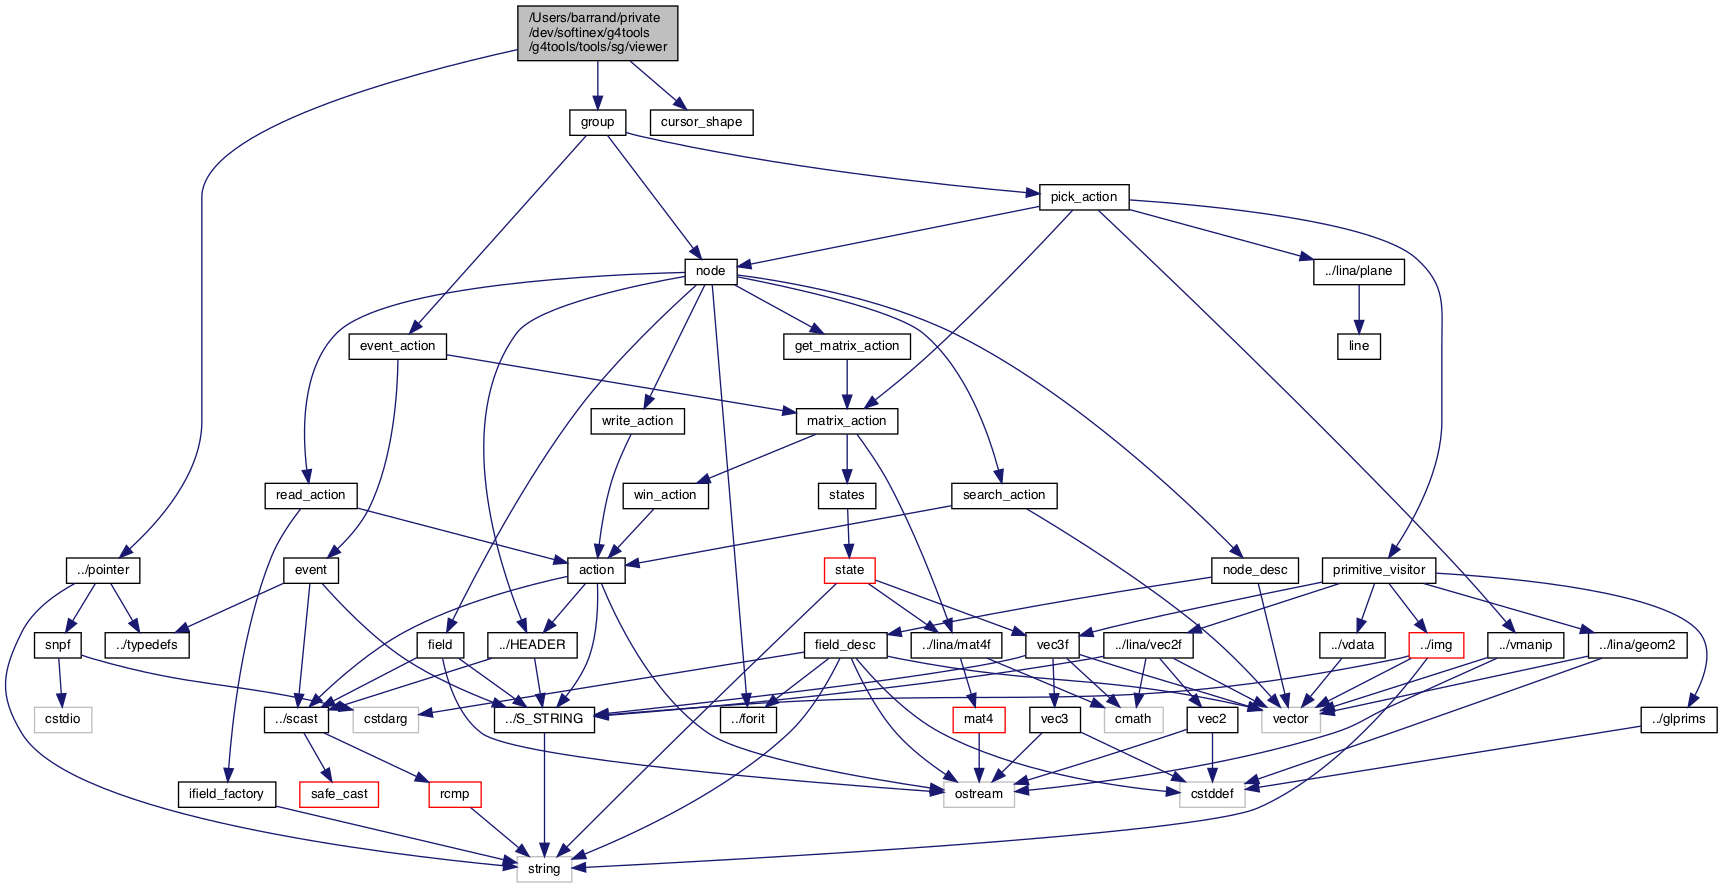 /Users/barrand/private
/dev/softinex/g4tools
/g4tools/tools/sg/viewer
group
cursor_shape
pick_action
node
../lina/plane
event_action
get_matrix_action
line
write_action
matrix_action
read_action
win_action
states
search_action
../pointer
event
action
state
node_desc
primitive_visitor
snpf
../typedefs
field
../HEADER
field_desc
../lina/mat4f
vec3f
../lina/vec2f
../vdata
../img
../vmanip
../lina/geom2
cstdio
../scast
cstdarg
../S_STRING
../forit
mat4
vec3
cmath
vec2
vector
../glprims
ifield_factory
safe_cast
rcmp
ostream
cstddef
string